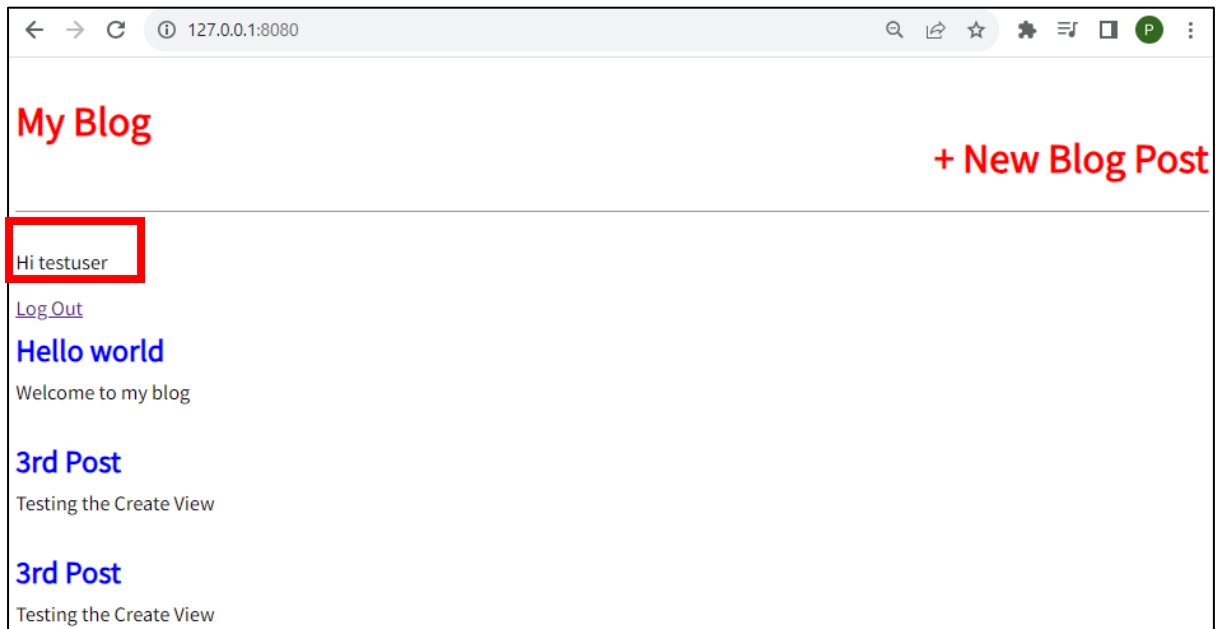 127.0.0.1:8080
P
My Blog
+ New Blog Post
Hi testuser
Log Out
Hello world
Welcome to my blog
3rd Post
Testing the Create View
3rd Post
Testing the Create View